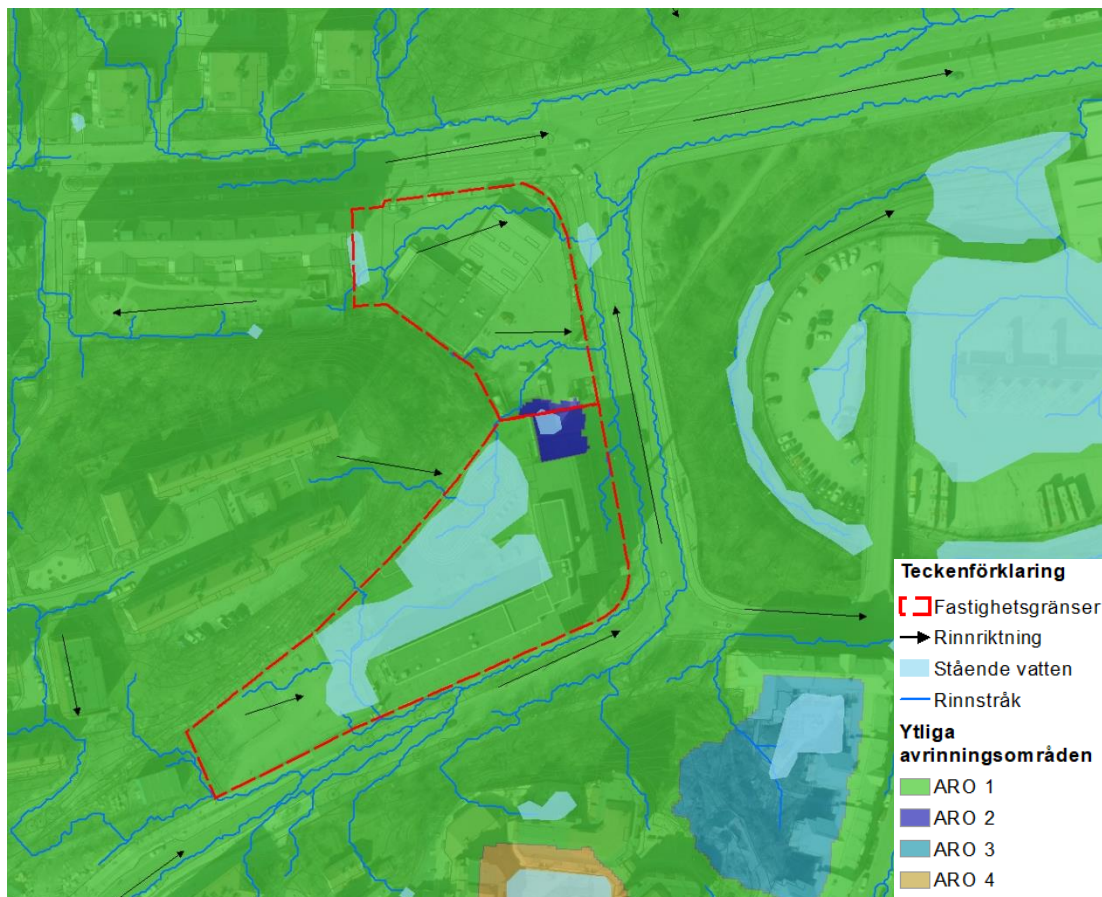 Teckenförklaring
Fastighetsgränser
Rinnriktning
Stående vatten
Rinnstråk
Ytliga
avrinningsområden
ARO 1
ARO 2
ARO 3
ARO 4